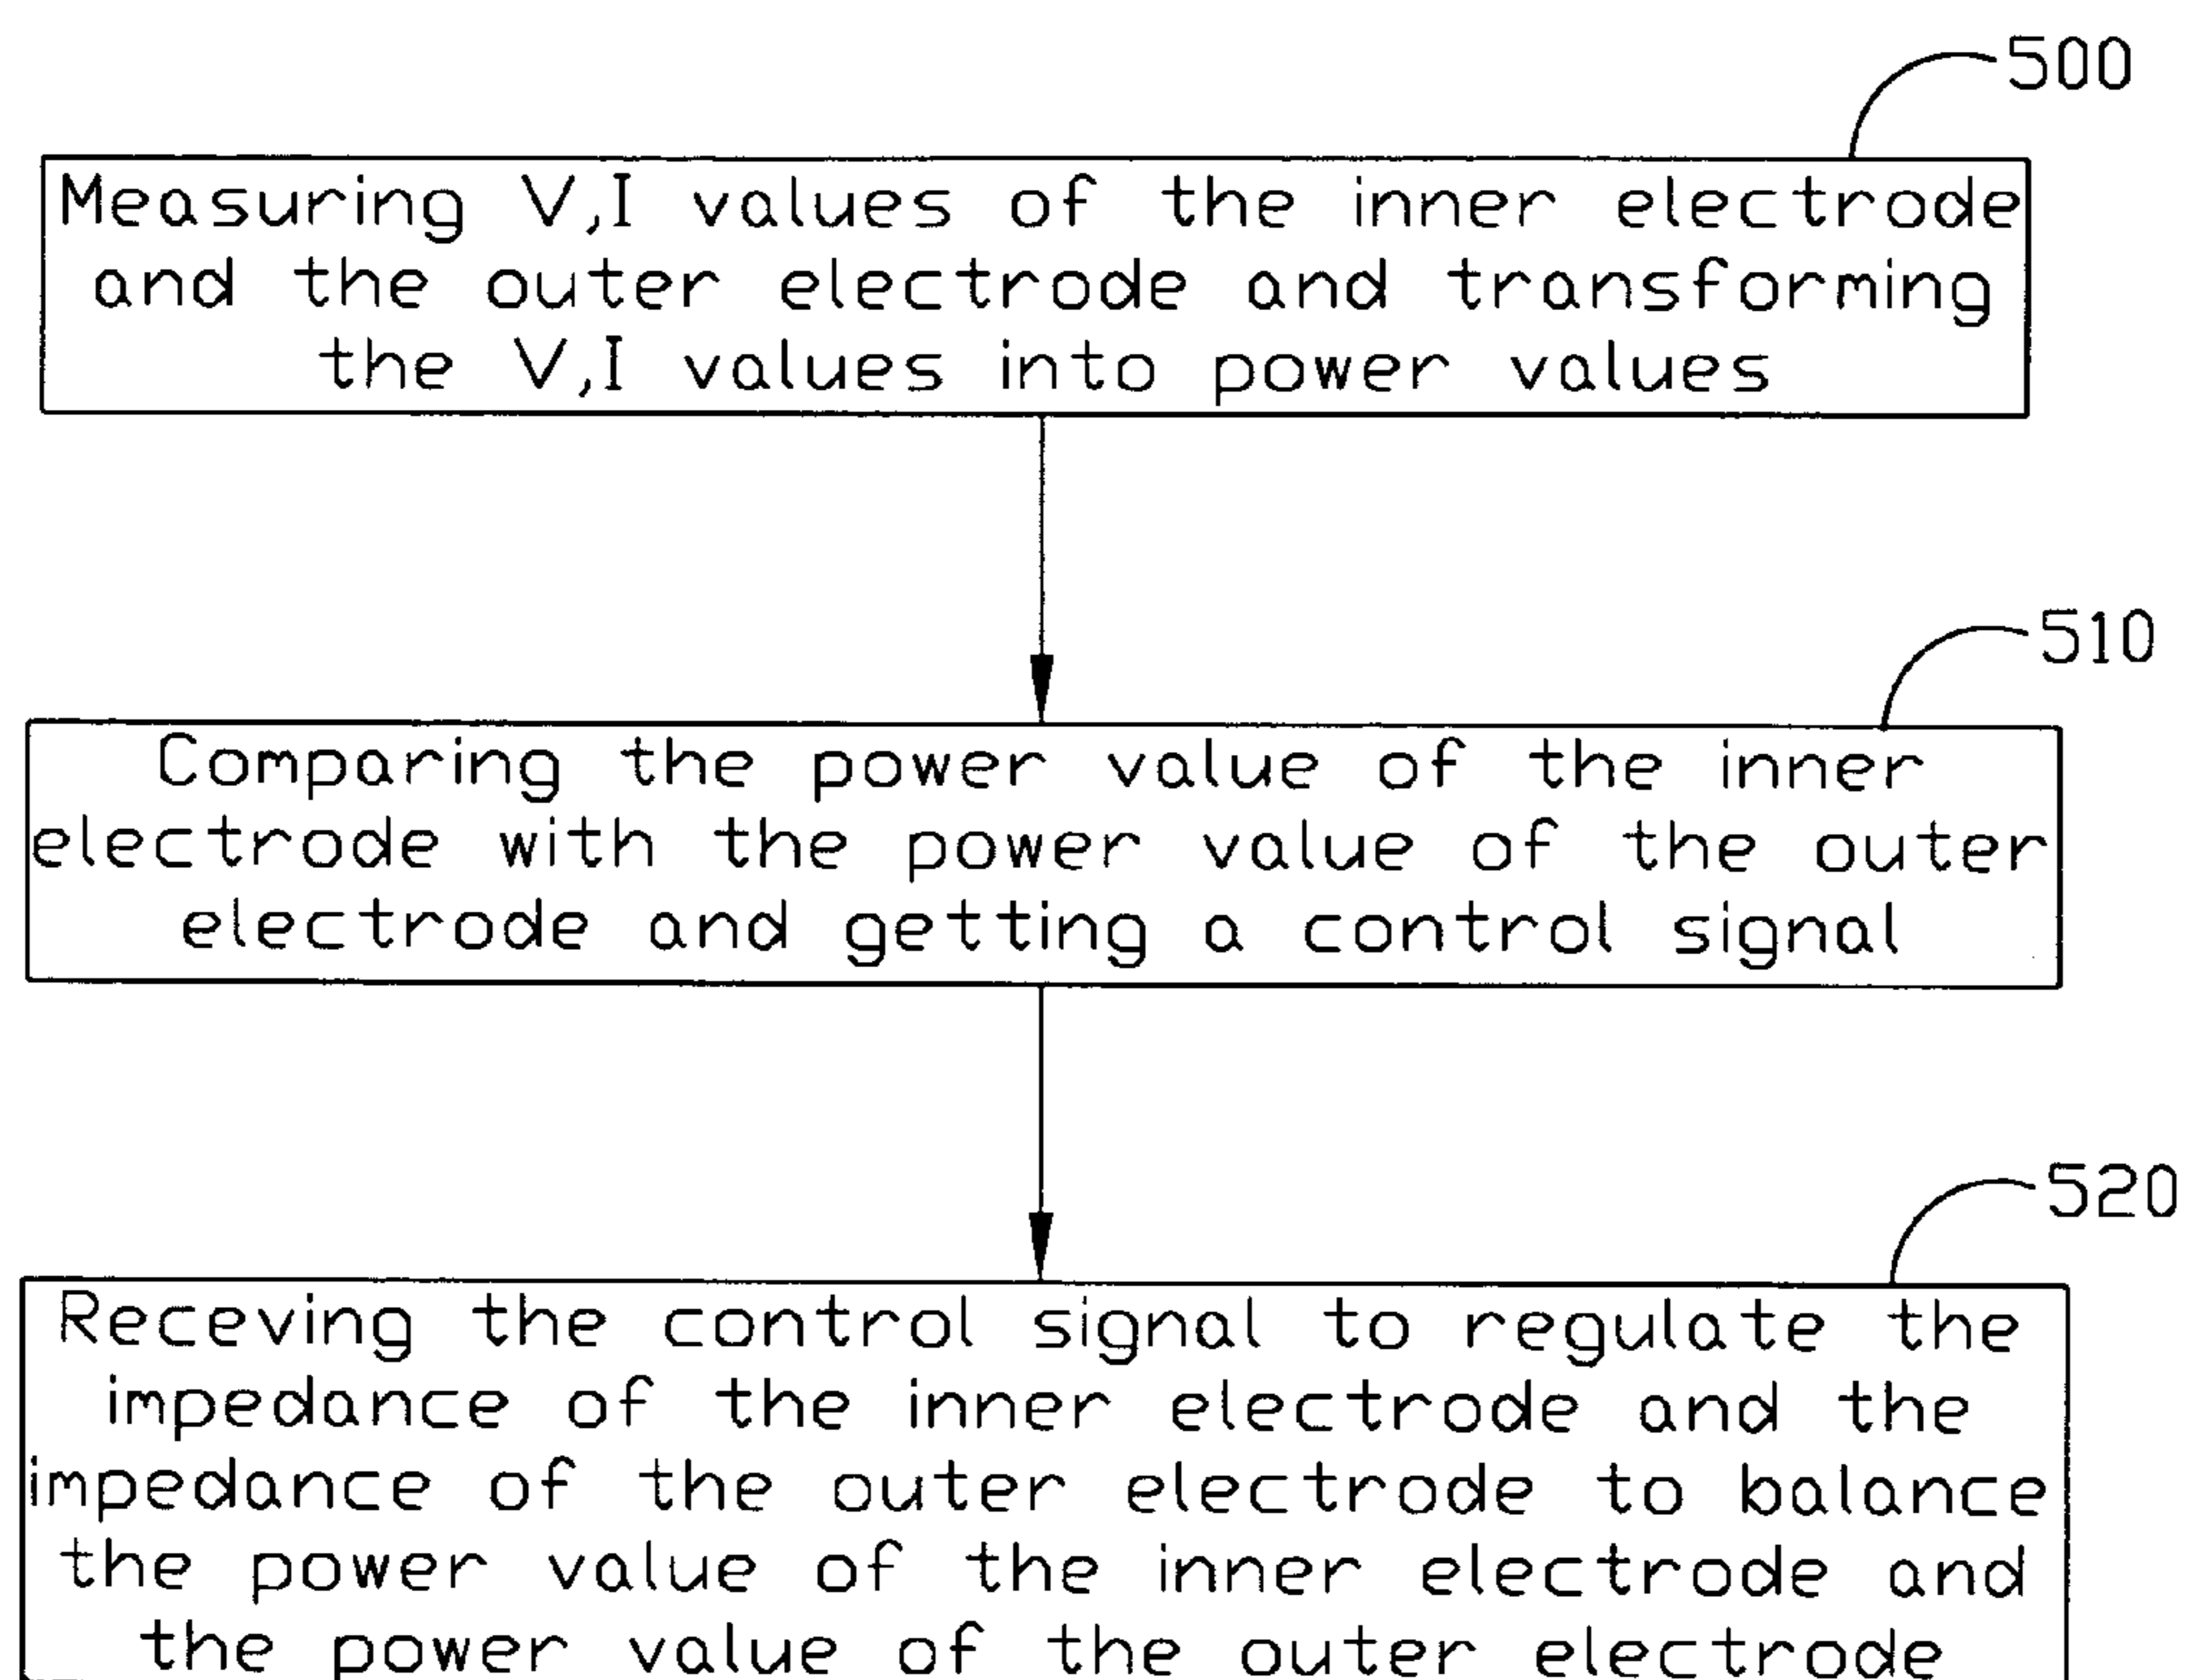 500
Measuring V,I values of the inner electrode
and the outer electrode and transforming
the V,I values into power values
510
Comparing the power value of the inner
electrode with the power value of the outer
electrode and getting a control signal
520
Receving the control signal to regulate the
impedance of the inner electrode and the
impedance of the outer electrode to balance
the power value of the inner electrode and
the power value of the outer electrode